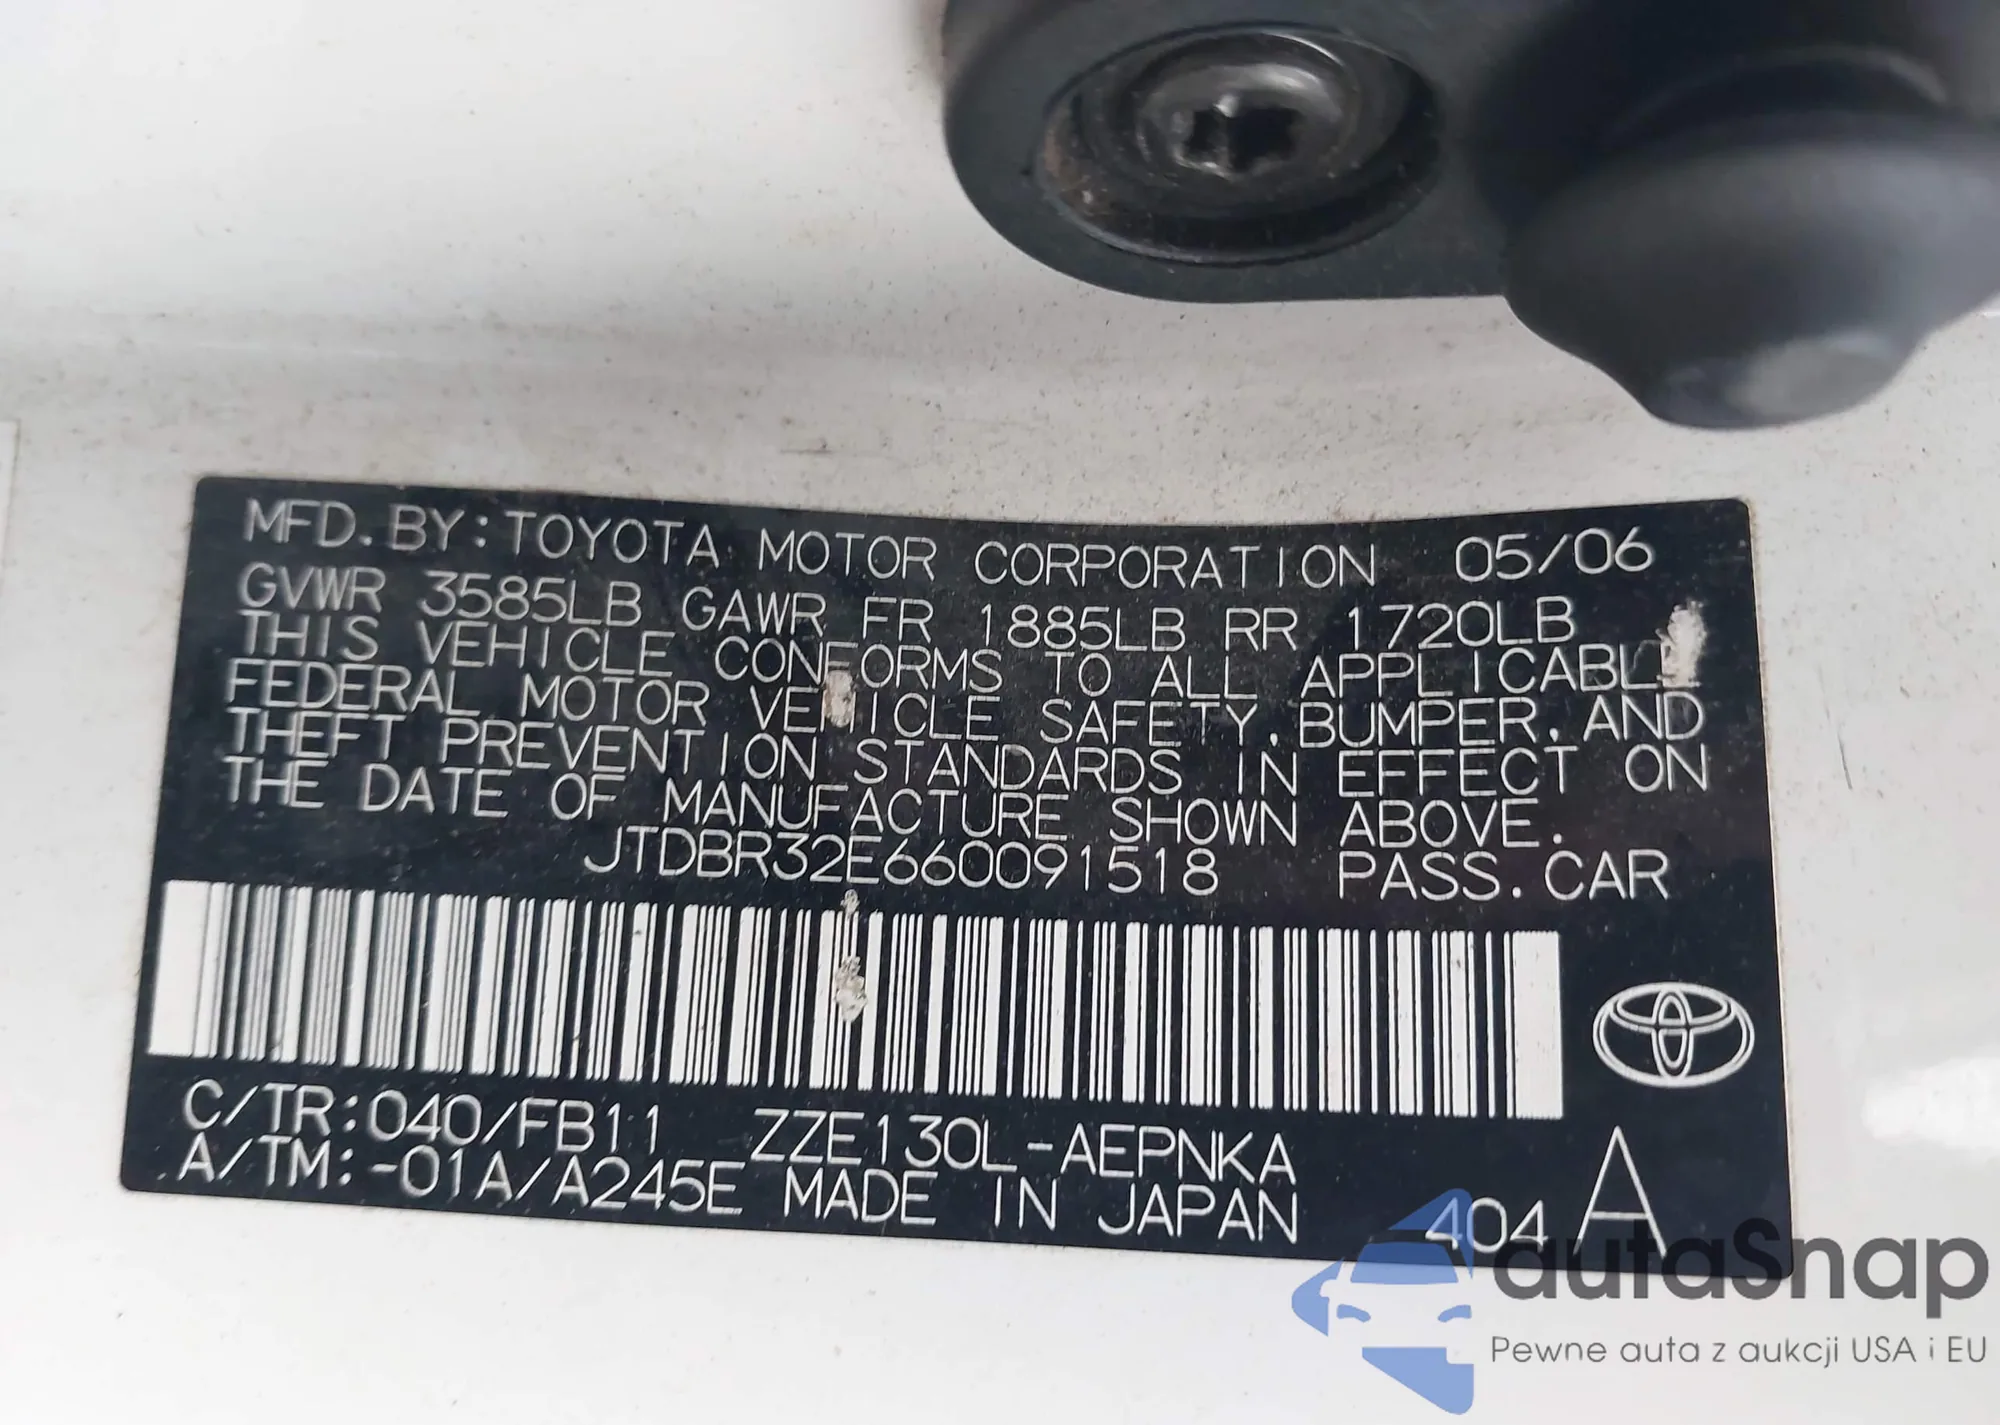 MFD. BY: TOYOTA MOTOR CORPORATION 05/06
GVWR 3585LB GAWR FR 1885LB RR 1720LB
THIS VEHICLE CONFORMS TO ALL APPLICABLE
FEDERAL MOTOR VEHICLE SAFETY, BUMPER, AND
THEFT PREVENTION STANDARDS IN EFFECT ON
THE DATE OF MANUFACTURE SHOWN ABOVE.
JTDBR32E660091518 PASS. CAR
C/TR:040/FB11 ZZE130L-AEPNKA
A/TM:-01A/A245E MADE IN JAPAN 404 A
autaSnap
Pewne auta z aukcji USA i EU